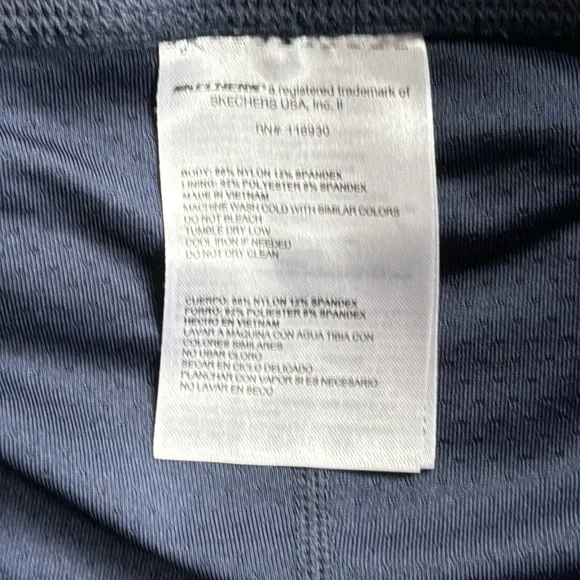 SKECHERS a registered trademark of
SKECHERS USA, Inc. II
RN# 118930
BODY: 88% NYLON 12% SPANDEX
LINING: 92% POLYESTER 8% SPANDEX
MADE IN VIETNAM
MACHINE WASH COLD WITH SIMILAR COLORS
DO NOT BLEACH
TUMBLE DRY LOW
COOL IRON IF NEEDED
DO NOT DRY CLEAN
CUERPO: 88% NYLON 12% SPANDEX
FORRO: 92% POLYESTER 8% SPANDEX
HECHO EN VIETNAM
LAVAR A MAQUINA CON AGUA TIBIA CON
COLORES SIMILARES
NO USAR CLORO
SECAR EN CICLO DELICADO
PLANCHAR CON VAPOR SI ES NECESARIO
NO LAVAR EN SECO